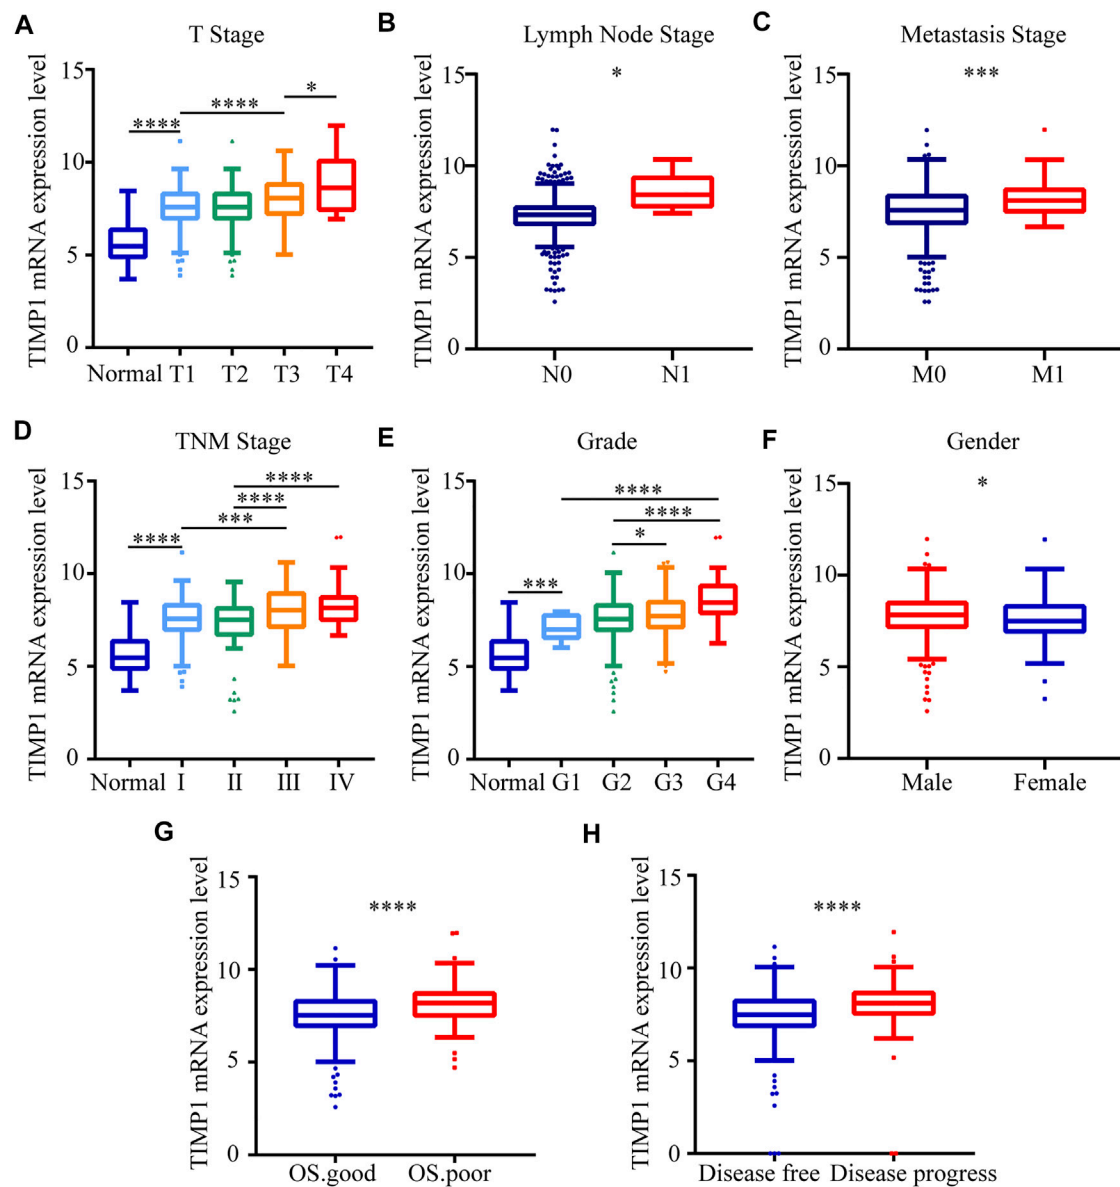 A
T Stage
TIMP1 mRNA expression level
15
10
5
0
****
****
*
Normal T1 T2 T3 T4
B
Lymph Node Stage
TIMP1 mRNA expression level
15
10
5
0
*
N0 N1
C
Metastasis Stage
TIMP1 mRNA expression level
15
10
5
0
***
M0 M1
D
TNM Stage
TIMP1 mRNA expression level
15
10
5
0
****
****
***
****
Normal I II III IV
E
Grade
TIMP1 mRNA expression level
15
10
5
0
****
****
*
***
Normal G1 G2 G3 G4
F
Gender
TIMP1 mRNA expression level
15
10
5
0
*
Male Female
G
TIMP1 mRNA expression level
15
10
5
0
****
OS.good OS.poor
H
TIMP1 mRNA expression level
15
10
5
0
****
Disease free Disease progress